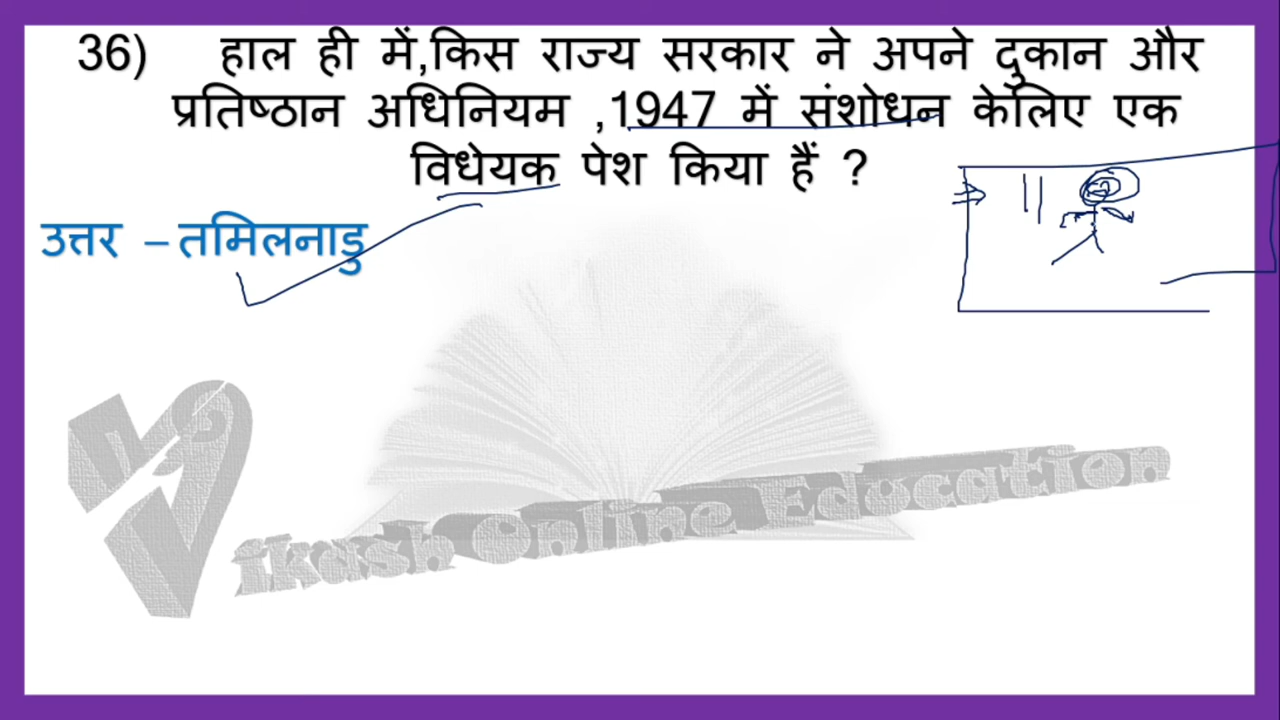 36) हाल ही में,किस राज्य सरकार ने अपने दुकान और
प्रतिष्ठान अधिनियम ,1947 में संशोधन केलिए एक
विधेयक पेश किया हैं ?
उत्तर – तमिलनाडु
Vikash Online Education